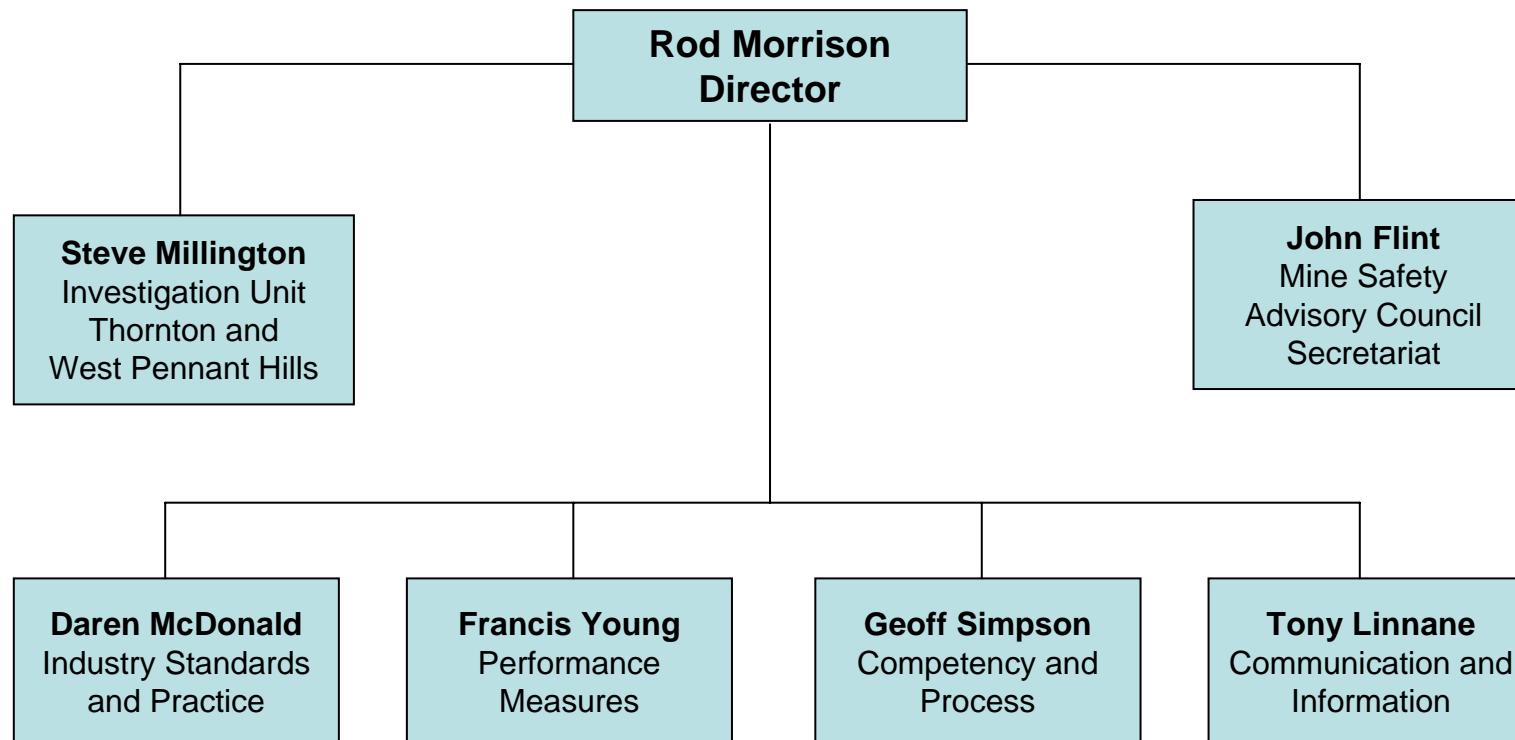 Rod Morrison
Director
Steve Millington
Investigation Unit
Thornton and
West Pennant Hills
John Flint
Mine Safety
Advisory Council
Secretariat
Daren McDonald
Industry Standards
and Practice
Francis Young
Performance
Measures
Geoff Simpson
Competency and
Process
Tony Linnane
Communication and
Information